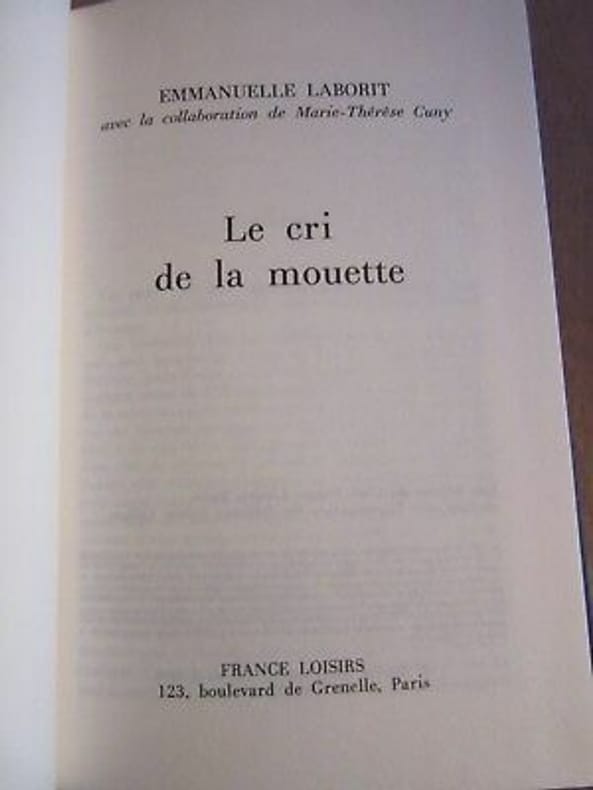 EMMANUELLE LABORIT
avec la collaboration de Marie-Thérèse Cuny
Le cri
de la mouette
FRANCE LOISIRS
123, boulevard de Grenelle, Paris